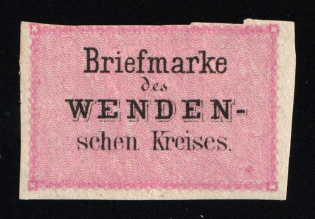 Briefmarke
des
WENDEN-
schen Kreises.